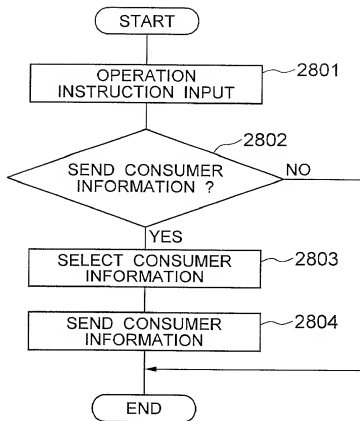 START
OPERATION
INSTRUCTION INPUT
2801
2802
SEND CONSUMER
INFORMATION ?
NO
YES
SELECT CONSUMER
INFORMATION
2803
SEND CONSUMER
INFORMATION
2804
END